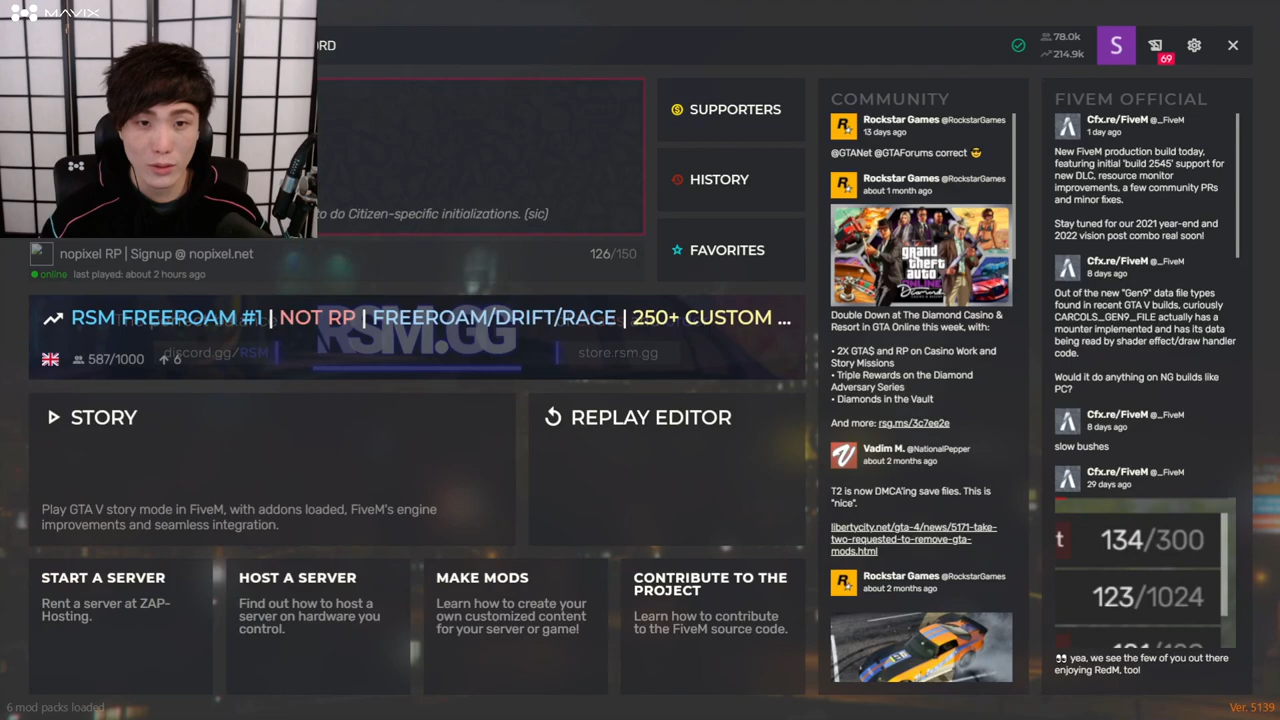 MAVIX
ORD
78.0k
214.9k
S
69
to do Citizen-specific initializations. (sic)
nopixel RP | Signup @ nopixel.net
126/150
online last played: about 2 hours ago
SUPPORTERS
HISTORY
FAVORITES
RSM FREEROAM #1 | NOT RP | FREEROAM/DRIFT/RACE | 250+ CUSTOM ...
RSM.GG
587/1000
6
discord.gg/RSM
store.rsm.gg
STORY
Play GTA V story mode in FiveM, with addons loaded, FiveM's engine
improvements and seamless integration.
REPLAY EDITOR
START A SERVER
Rent a server at ZAP-
Hosting.
HOST A SERVER
Find out how to host a
server on hardware you
control.
MAKE MODS
Learn how to create your
own customized content
for your server or game!
CONTRIBUTE TO THE
PROJECT
Learn how to contribute
to the FiveM source code.
COMMUNITY
Rockstar Games @RockstarGames
13 days ago
@GTANet @GTAForums correct 😎
Rockstar Games @RockstarGames
about 1 month ago
grand
theft
auto
ONLINE
Double Down at The Diamond Casino &
Resort in GTA Online this week, with:
• 2X GTA$ and RP on Casino Work and
Story Missions
• Triple Rewards on the Diamond
Adversary Series
• Diamonds in the Vault
And more: rsg.ms/3c7ee2e
Vadim M. @NationalPepper
about 2 months ago
T2 is now DMCA'ing save files. This is
"nice".
libertycity.net/gta-4/news/5171-take-
two-requested-to-remove-gta-
mods.html
Rockstar Games @RockstarGames
about 2 months ago
FIVEM OFFICIAL
Cfx.re/FiveM @_FiveM
1 day ago
New FiveM production build today,
featuring initial 'build 2545' support for
new DLC, resource monitor
improvements, a few community PRs
and minor fixes.
Stay tuned for our 2021 year-end and
2022 vision post combo real soon!
Cfx.re/FiveM @_FiveM
8 days ago
Out of the new "Gen9" data file types
found in recent GTA V builds, curiously
CARCOLS_GEN9_FILE actually has a
mounter implemented and has its data
being read by shader effect/draw handler
code.
Would it do anything on NG builds like
PC?
Cfx.re/FiveM @_FiveM
8 days ago
slow bushes
Cfx.re/FiveM @_FiveM
29 days ago
t 134/300
123/1024
yea, we see the few of you out there
enjoying RedM, too!
6 mod packs loaded
Ver. 5139